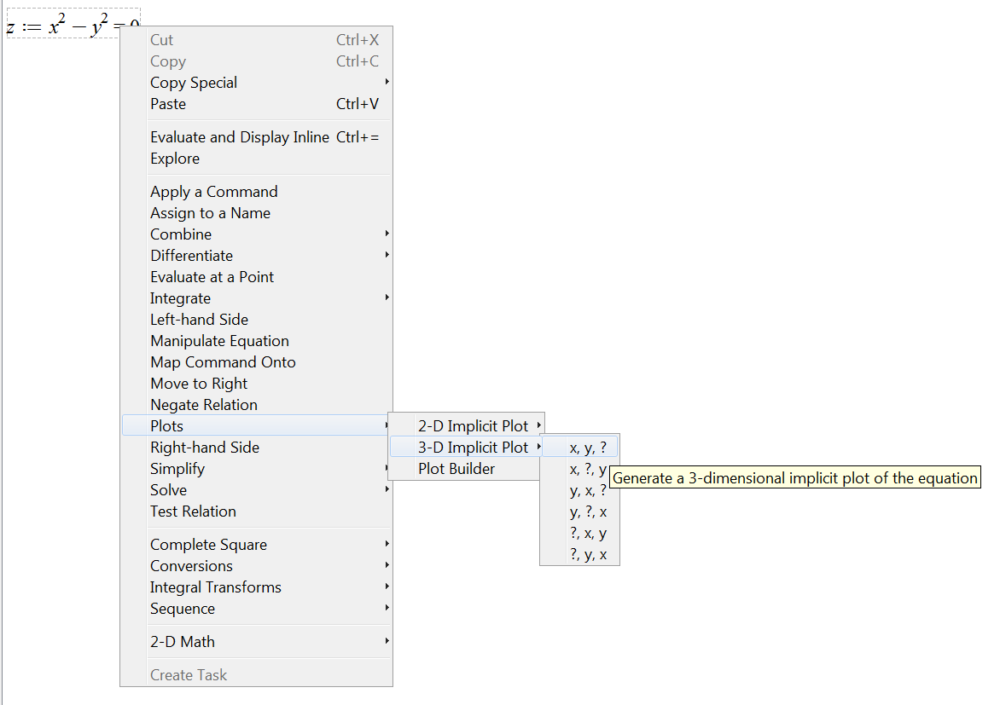 z := x² − y² = 0
Cut Ctrl+X
Copy Ctrl+C
Copy Special
Paste Ctrl+V
Evaluate and Display Inline Ctrl+=
Explore
Apply a Command
Assign to a Name
Combine
Differentiate
Evaluate at a Point
Integrate
Left-hand Side
Manipulate Equation
Map Command Onto
Move to Right
Negate Relation
Plots
Right-hand Side
Simplify
Solve
Test Relation
Complete Square
Conversions
Integral Transforms
Sequence
2-D Math
Create Task
2-D Implicit Plot
3-D Implicit Plot
Plot Builder
x, y, ?
x, ?, y
y, x, ?
y, ?, x
?, x, y
?, y, x
Generate a 3-dimensional implicit plot of the equation